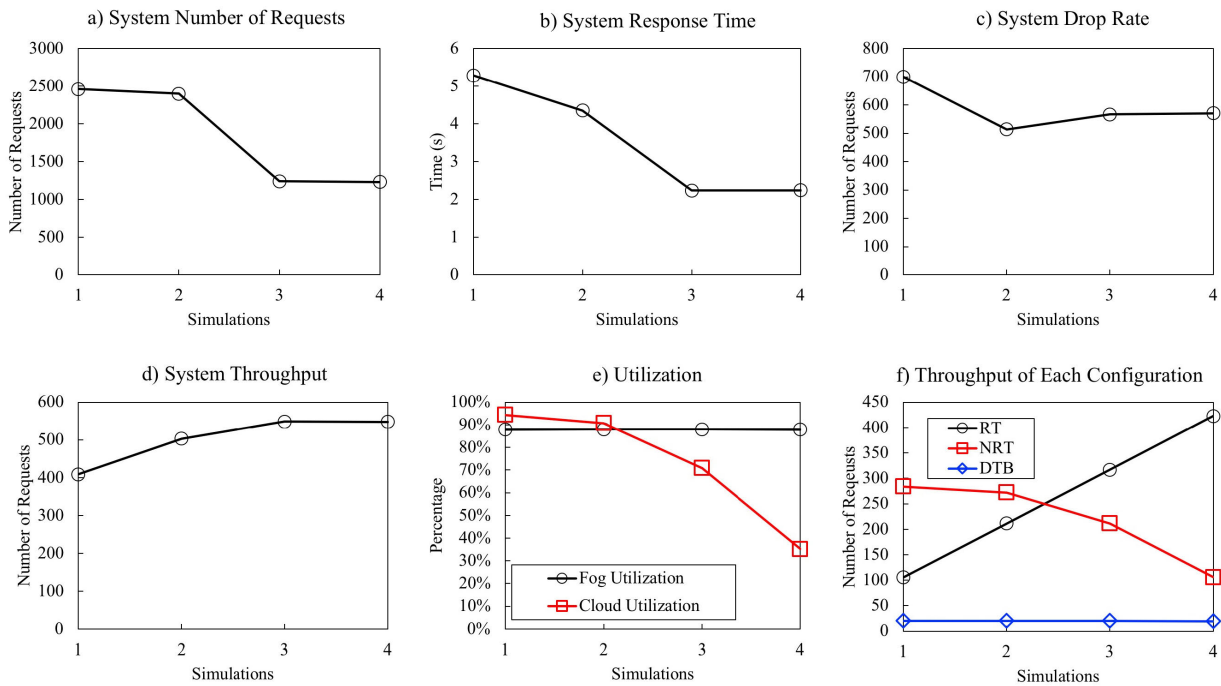 a) System Number of Requests
3000
2500
2000
1500
1000
500
0
Number of Requests
1 2 3 4
Simulations
b) System Response Time
6
5
4
3
2
1
0
Time (s)
1 2 3 4
Simulations
c) System Drop Rate
800
700
600
500
400
300
200
100
0
Number of Requests
1 2 3 4
Simulations
d) System Throughput
600
500
400
300
200
100
0
Number of Requests
1 2 3 4
Simulations
e) Utilization
100%
90%
80%
70%
60%
50%
40%
30%
20%
10%
0%
Percentage
Fog Utilization
Cloud Utilization
1 2 3 4
Simulations
f) Throughput of Each Configuration
450
400
350
300
250
200
150
100
50
0
Number of Reqeusts
RT
NRT
DTB
1 2 3 4
Simulations